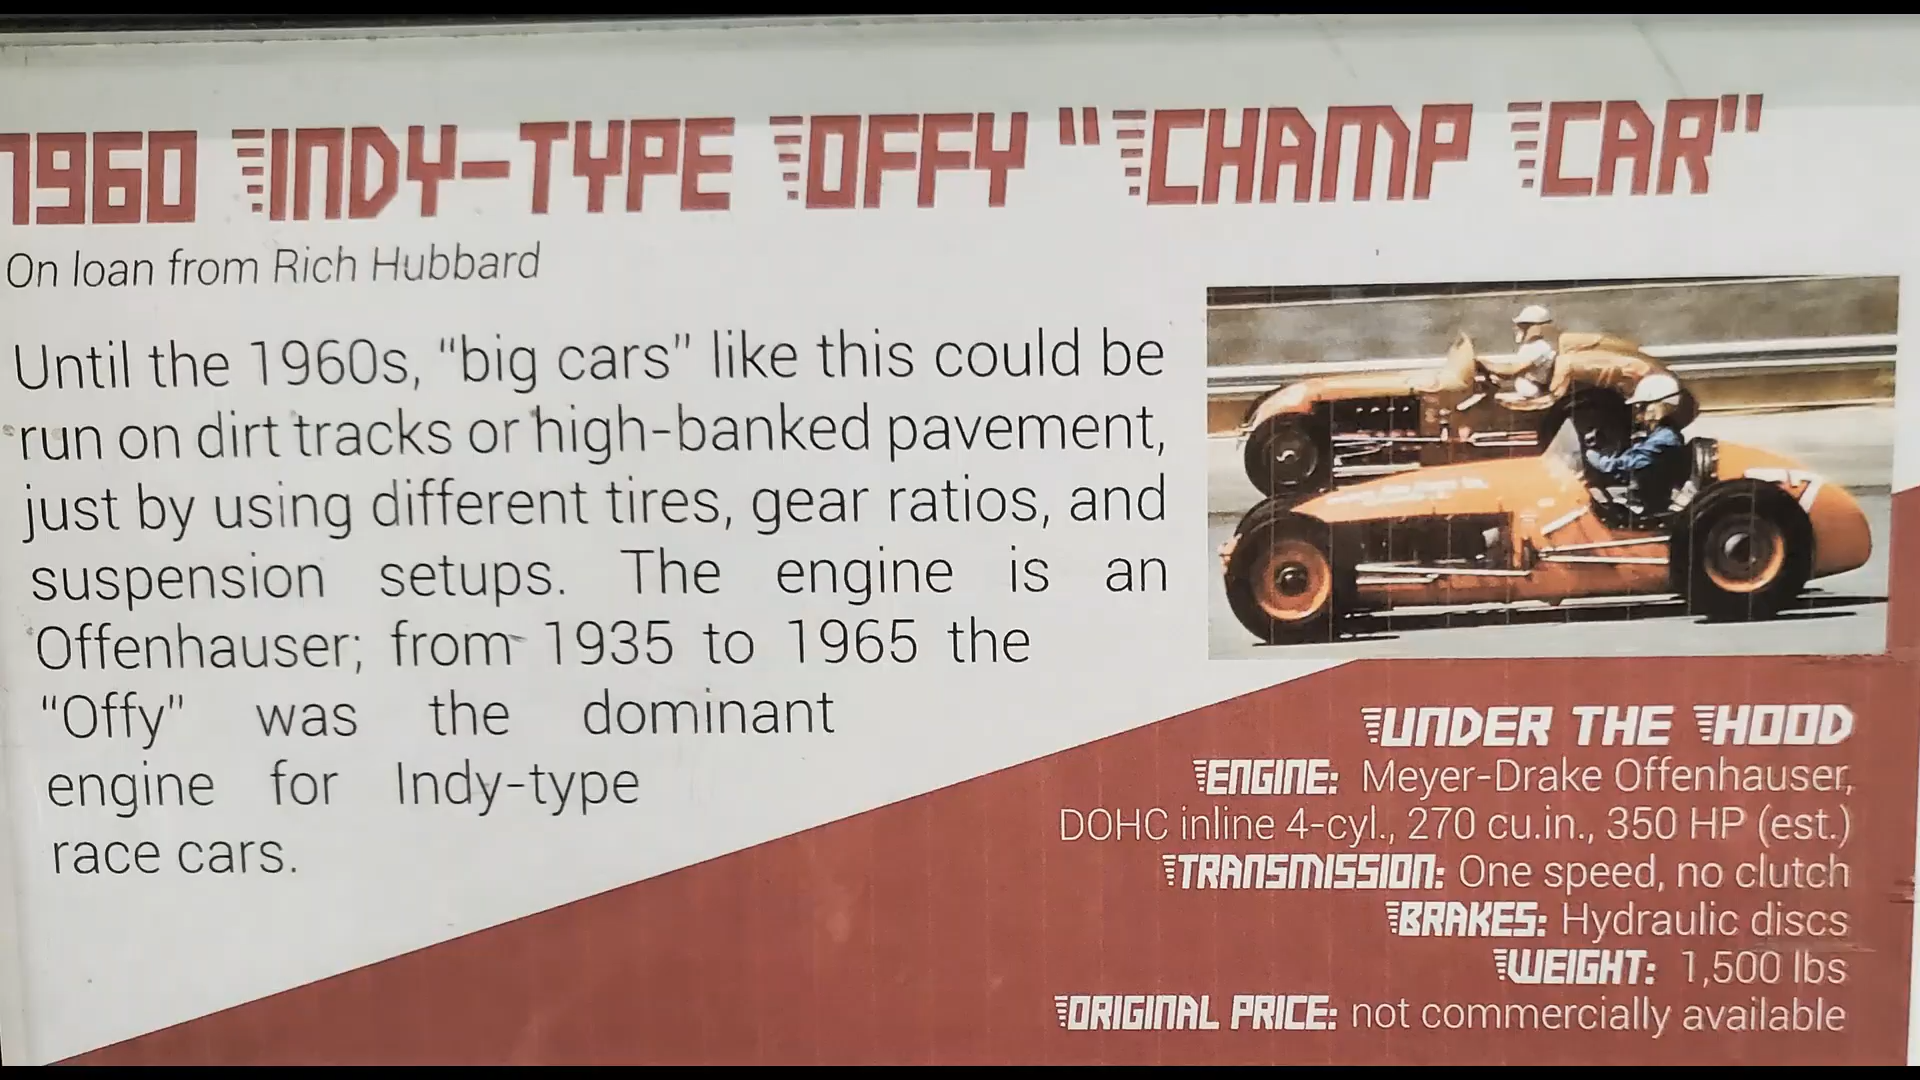 1960 INDY-TYPE OFFY "CHAMP CAR"
On loan from Rich Hubbard
Until the 1960s, "big cars" like this could be
run on dirt tracks or high-banked pavement,
just by using different tires, gear ratios, and
suspension setups. The engine is an
Offenhauser; from 1935 to 1965 the
"Offy" was the dominant
engine for Indy-type
race cars.
UNDER THE HOOD
ENGINE: Meyer-Drake Offenhauser,
DOHC inline 4-cyl., 270 cu.in., 350 HP (est.)
TRANSMISSION: One speed, no clutch
BRAKES: Hydraulic discs
WEIGHT: 1,500 lbs
ORIGINAL PRICE: not commercially available